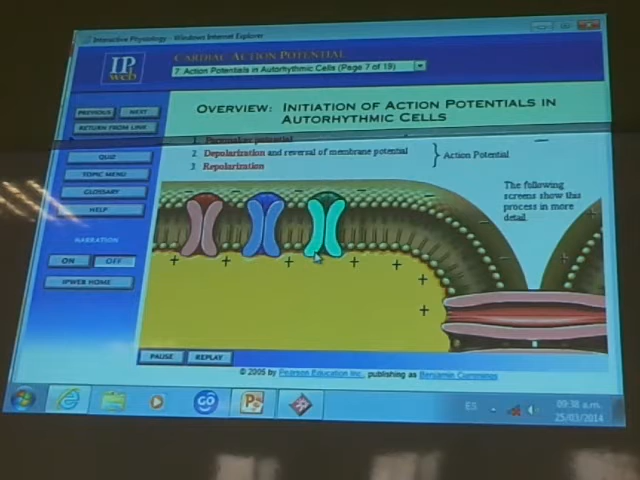 Interactive Physiology - Windows Internet Explorer
IP
web
CARDIAC ACTION POTENTIAL
7. Action Potentials in Autorhythmic Cells (Page 7 of 19)
PREVIOUS
NEXT
RETURN FROM LINK
QUIZ
TOPIC MENU
GLOSSARY
HELP
NARRATION
ON
OFF
IPWEB HOME
OVERVIEW: INITIATION OF ACTION POTENTIALS IN
AUTORHYTHMIC CELLS
1. Pacemaker potential
2. Depolarization and reversal of membrane potential
3. Repolarization
Action Potential
The following
screens show this
process in more
detail.
PAUSE
REPLAY
© 2005 by Pearson Education Inc., publishing as Benjamin Cummings
GO
P
ES
09:38 a.m.
25/03/2014